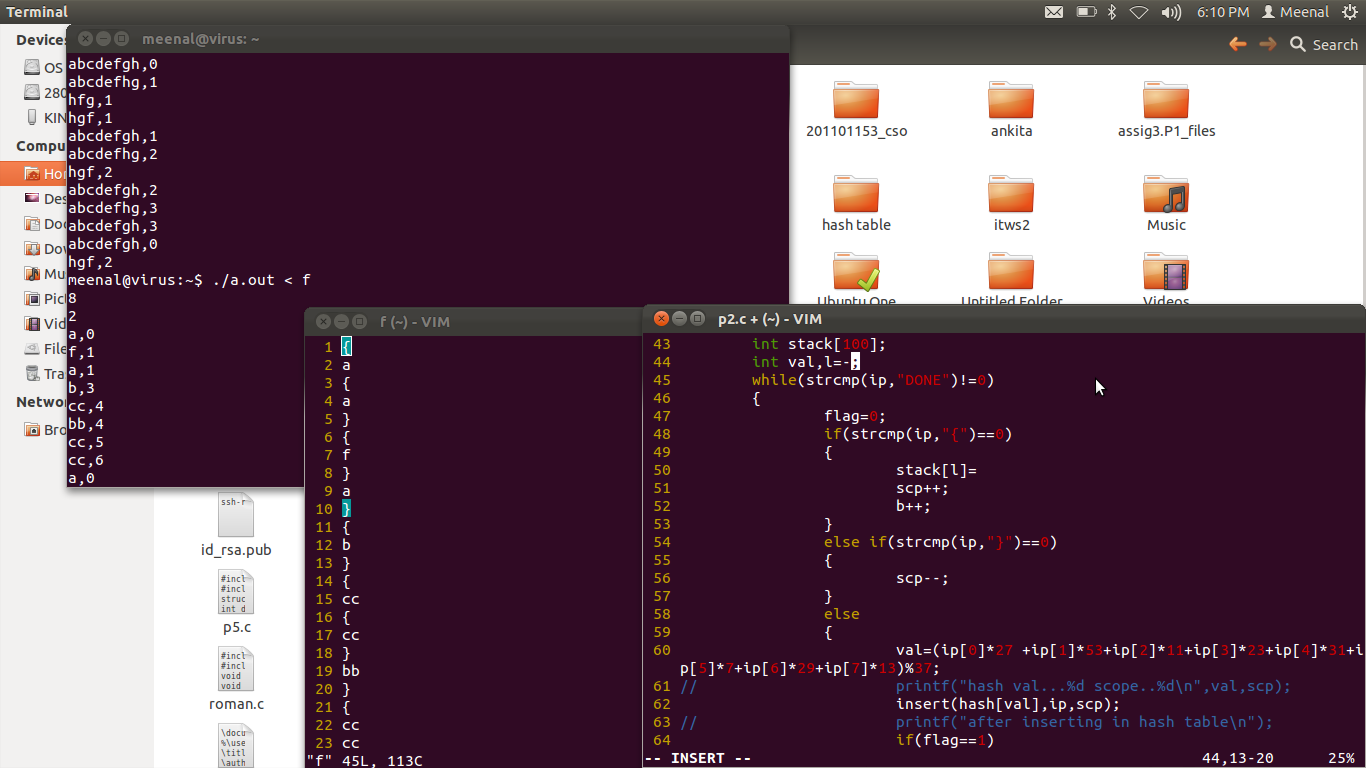 Terminal
6:10 PM
Meenal
Devices
OS
280
KIN
Compu
Ho
Des
Doc
Dow
Mu
Pict
Vid
File
Tra
Netwo
Bro
Search
meenal@virus: ~
abcdefgh,0
abcdefhg,1
hfg,1
hgf,1
abcdefgh,1
abcdefhg,2
hgf,2
abcdefgh,2
abcdefhg,3
abcdefgh,3
abcdefgh,0
hgf,2
meenal@virus:~$ ./a.out < f
8
2
a,0
f,1
a,1
b,3
cc,4
bb,4
cc,5
cc,6
a,0
201101153_cso
ankita
assig3.P1_files
hash table
itws2
Music
Ubuntu One
Untitled Folder
Videos
ssh-r
id_rsa.pub
#incl
#incl
struc
int d
p5.c
#incl
#incl
void
void
roman.c
\docu
%\use
\titl
\auth
f (~) - VIM
1 {
2 a
3 {
4 a
5 }
6 {
7 f
8 }
9 a
10 }
11 {
12 b
13 }
14 {
15 cc
16 {
17 cc
18 }
19 bb
20 }
21 {
22 cc
23 cc
"f" 45L, 113C
p2.c + (~) - VIM
43 int stack[100];
44 int val,l=-;
45 while(strcmp(ip,"DONE")!=0)
46 {
47 flag=0;
48 if(strcmp(ip,"{")==0)
49 {
50 stack[l]=
51 scp++;
52 b++;
53 }
54 else if(strcmp(ip,"}")==0)
55 {
56 scp--;
57 }
58 else
59 {
60 val=(ip[0]*27 +ip[1]*53+ip[2]*11+ip[3]*23+ip[4]*31+i
p[5]*7+ip[6]*29+ip[7]*13)%37;
61 // printf("hash val...%d scope..%d\n",val,scp);
62 insert(hash[val],ip,scp);
63 // printf("after inserting in hash table\n");
64 if(flag==1)
-- INSERT --
44,13-20
25%